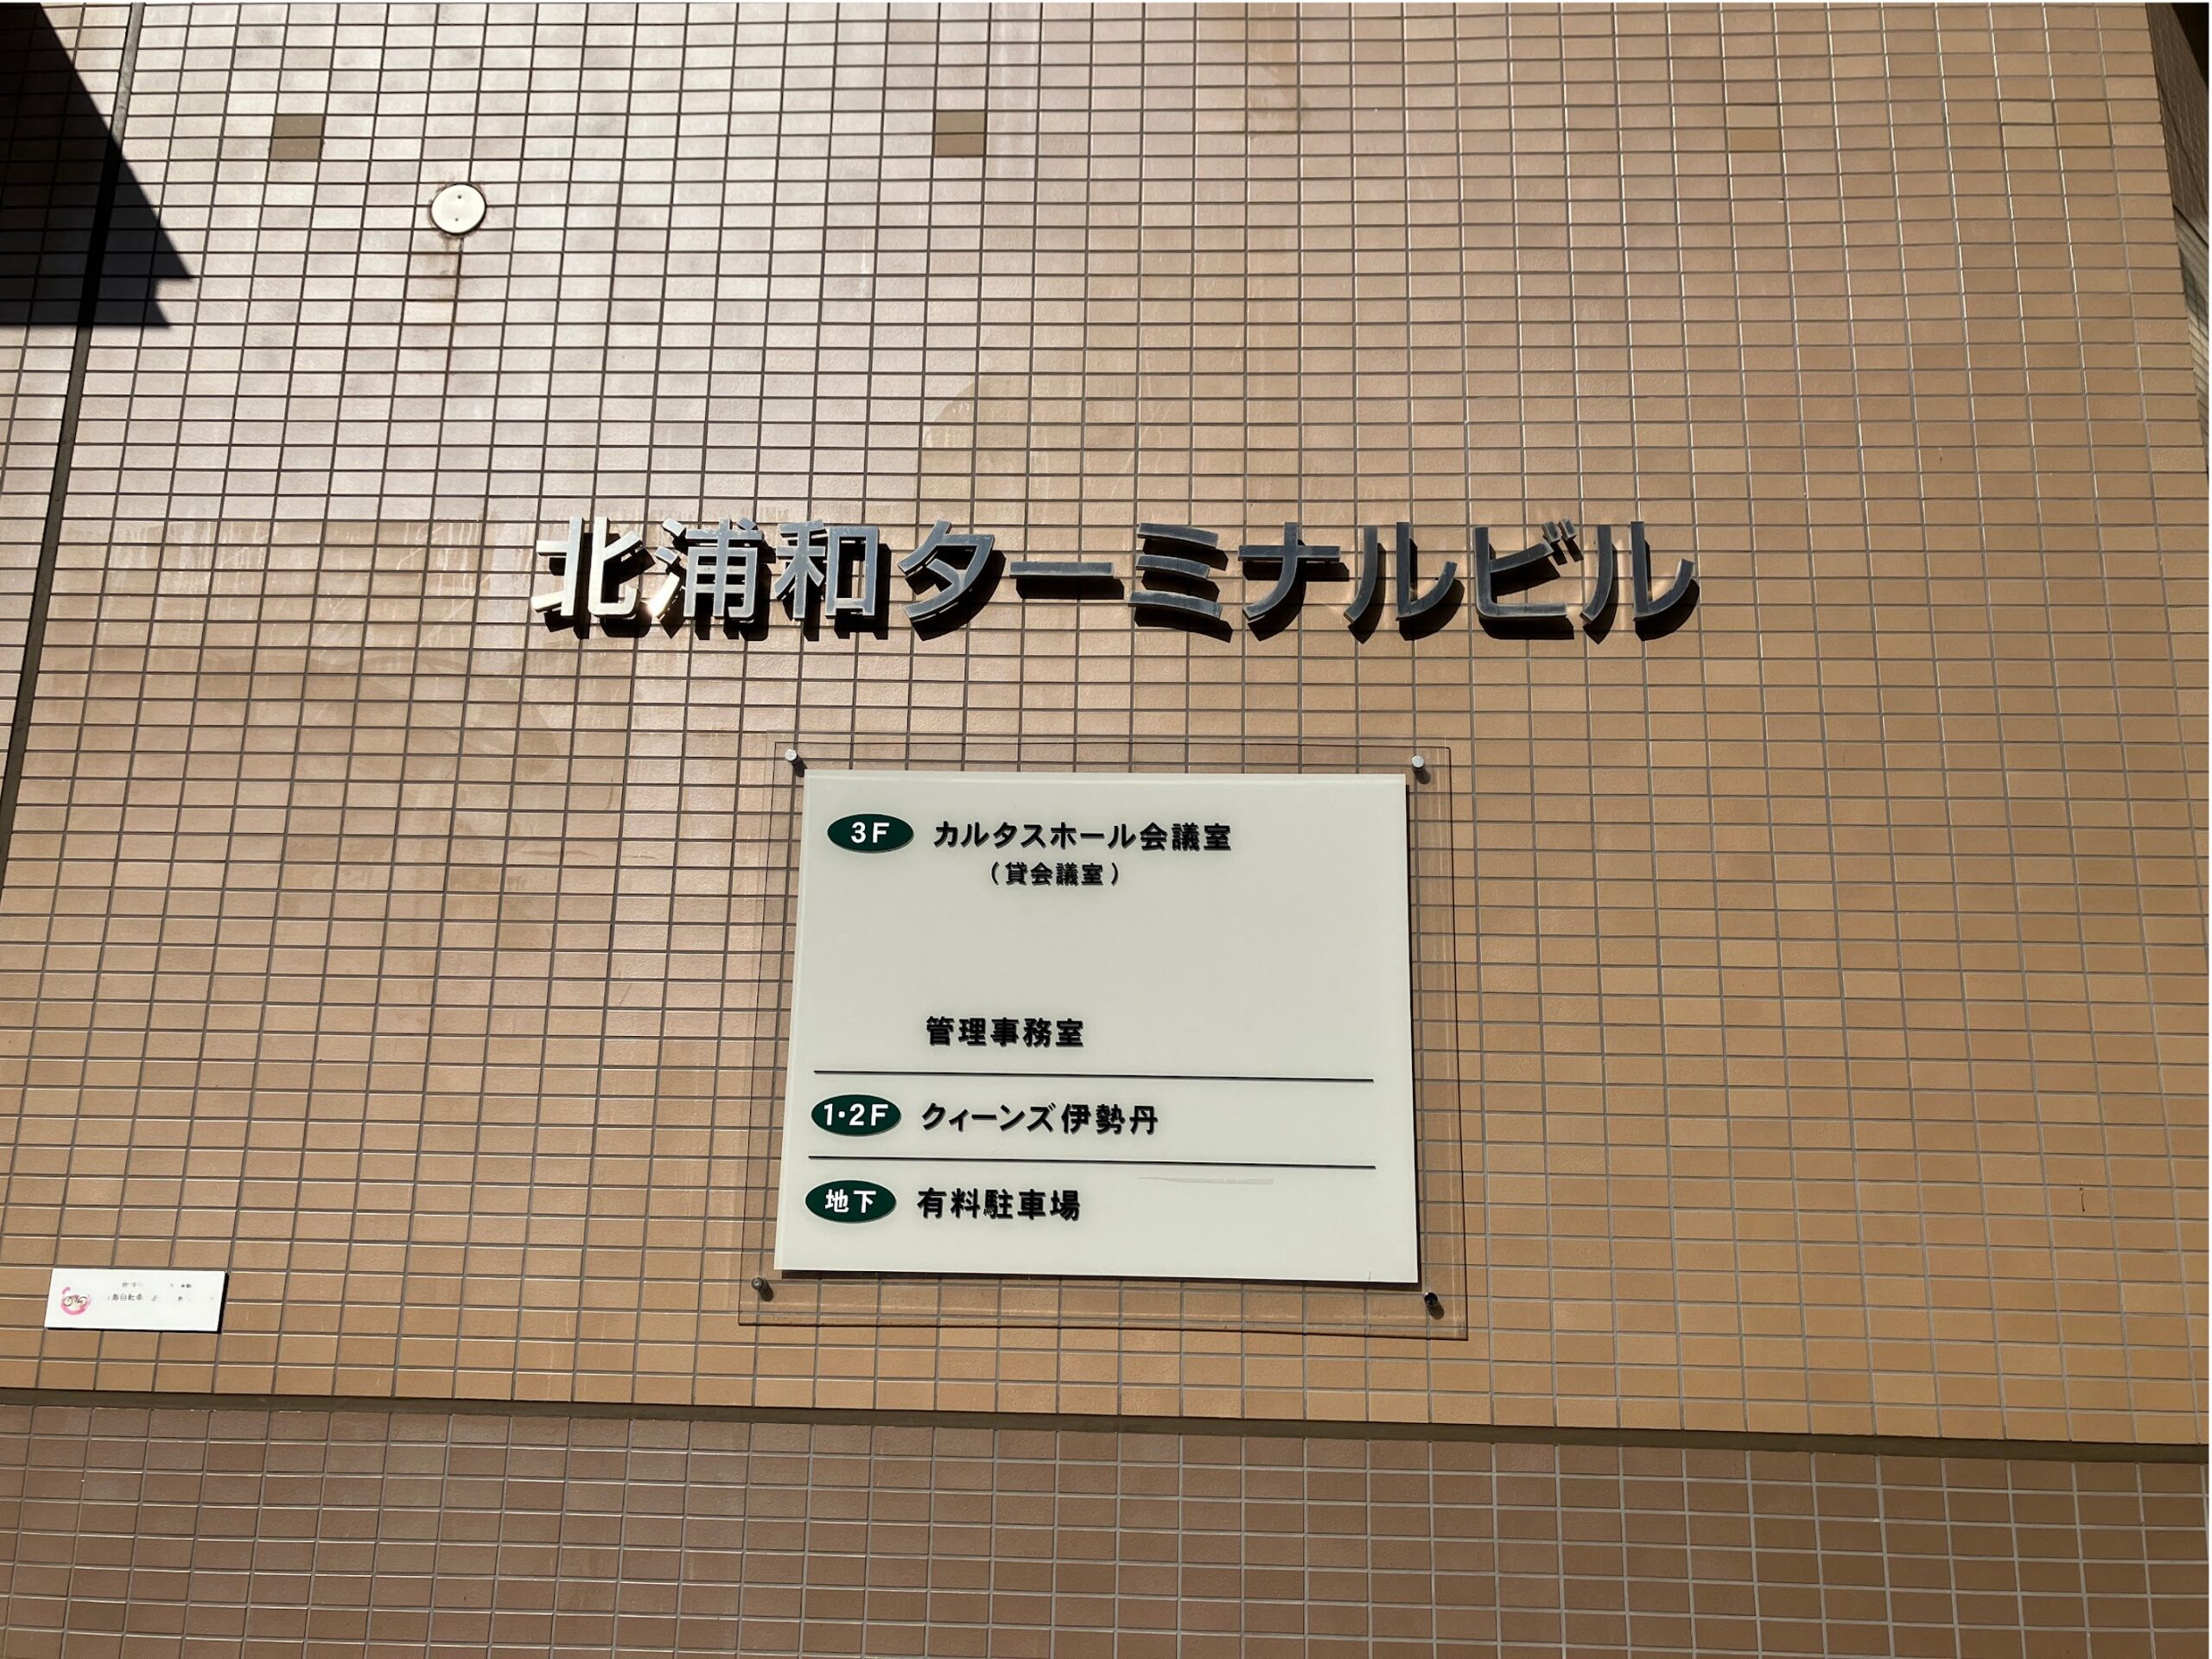 北浦和ターミナルビル
3F カルタスホール会議室
(貸会議室)
管理事務室
1・2F クィーンズ伊勢丹
地下 有料駐車場